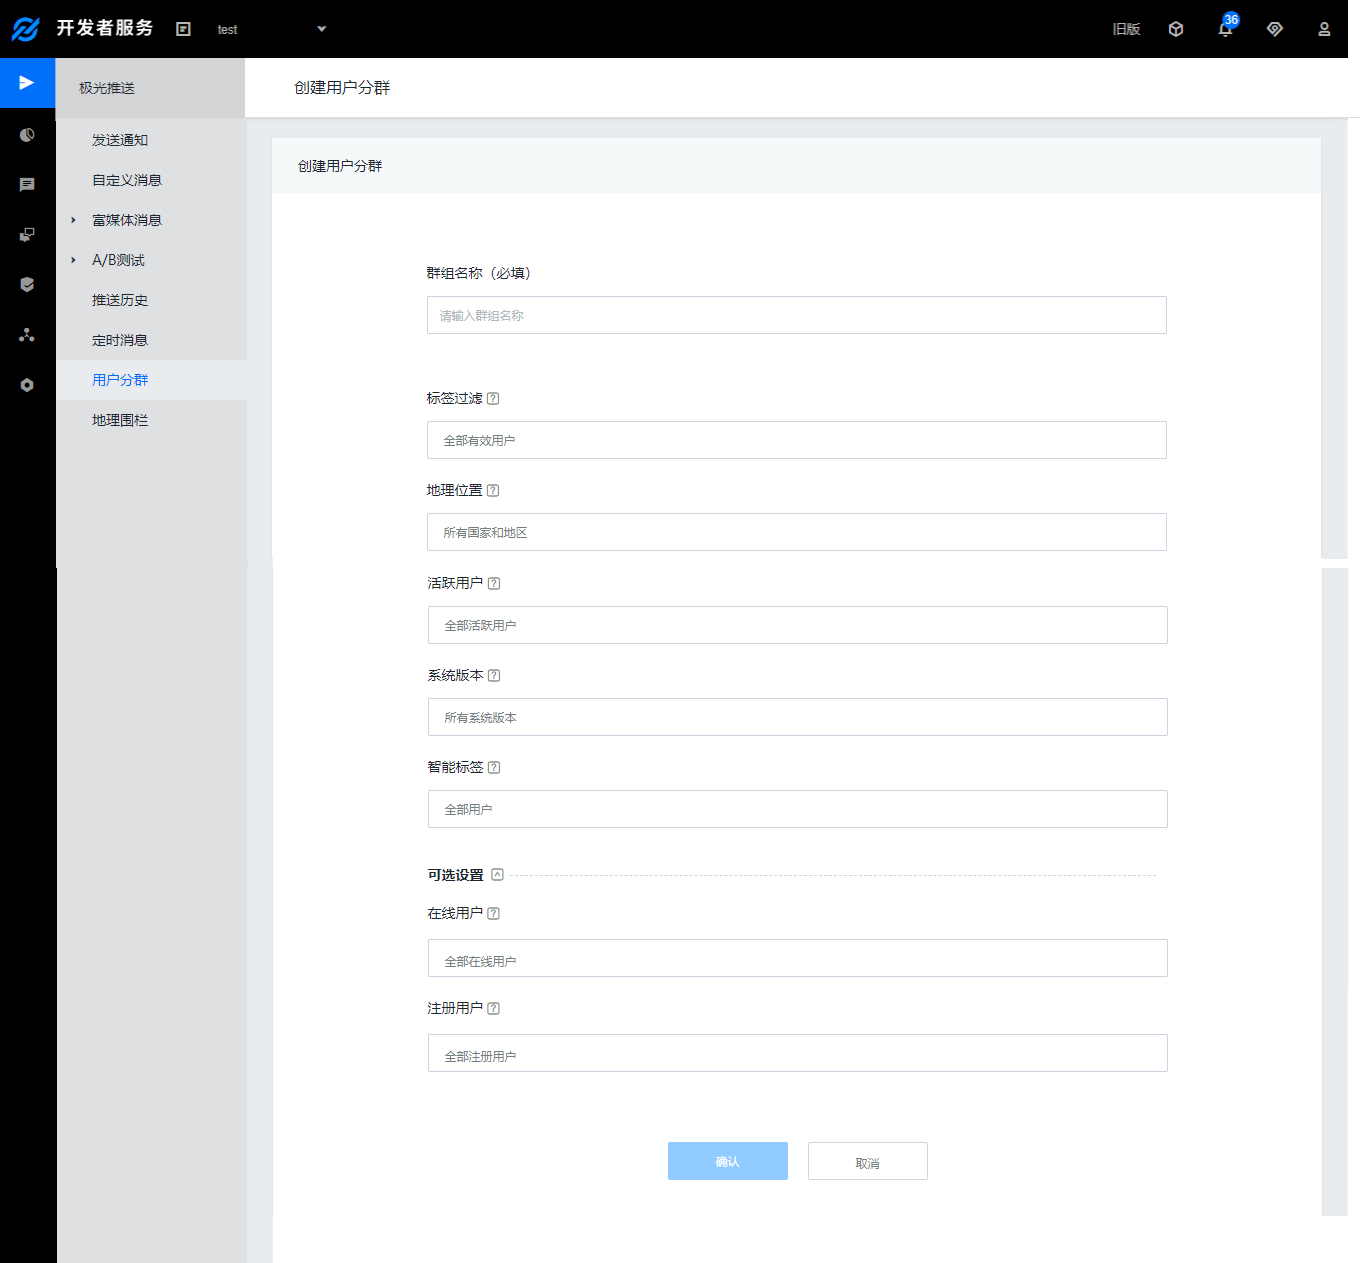 开发者服务
test
旧版
36
极光推送
发送通知
自定义消息
富媒体消息
A/B测试
推送历史
定时消息
用户分群
地理围栏
创建用户分群
创建用户分群
群组名称（必填）
请输入群组名称
标签过滤 ?
全部有效用户
地理位置 ?
所有国家和地区
活跃用户 ?
全部活跃用户
系统版本 ?
所有系统版本
智能标签 ?
全部用户
可选设置
在线用户 ?
全部在线用户
注册用户 ?
全部注册用户
确认
取消